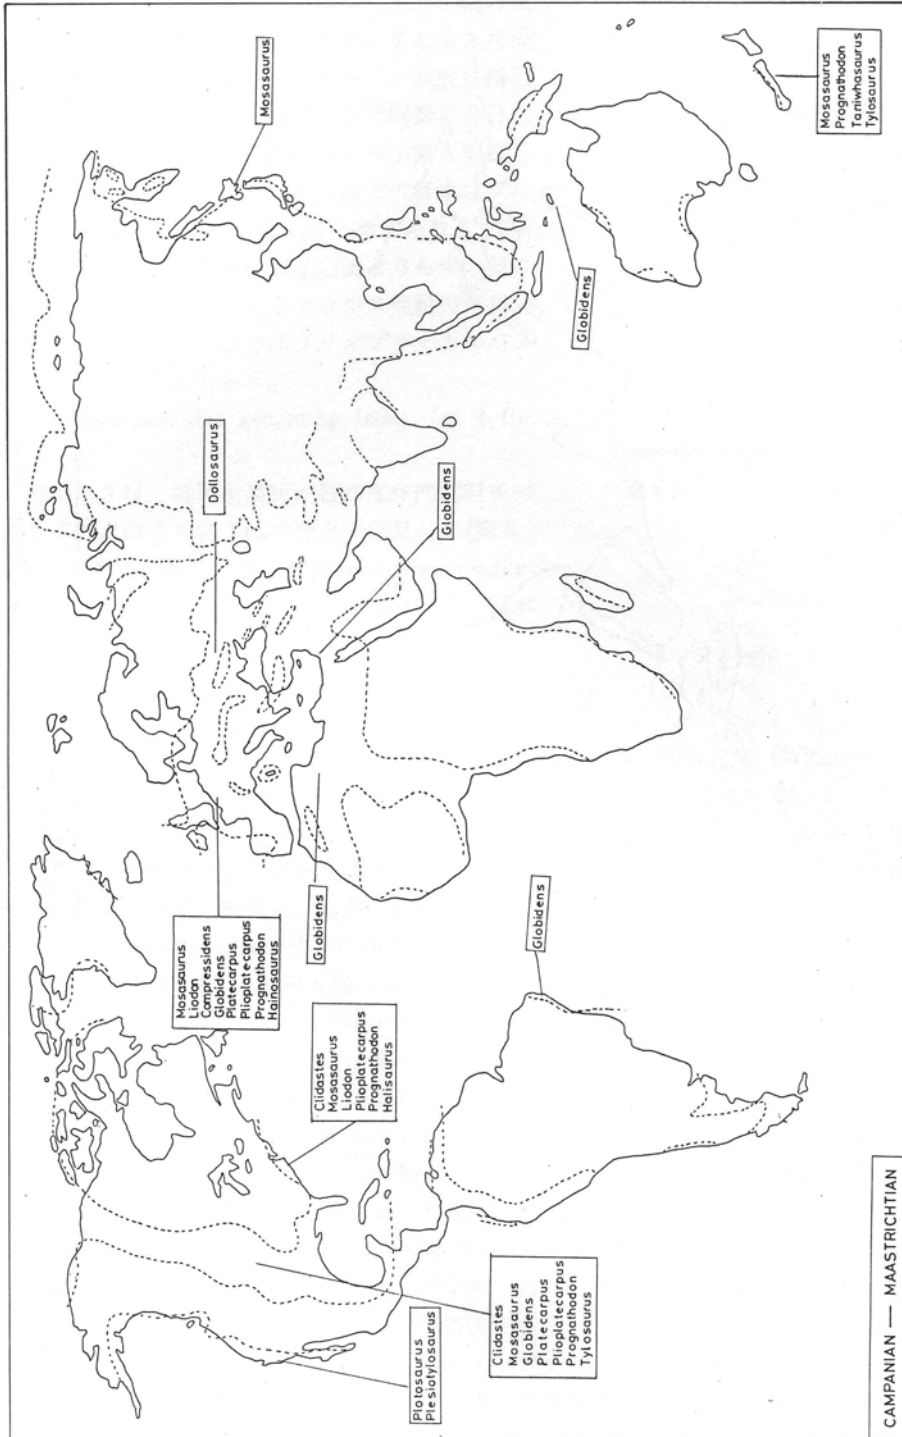 Plotosaurus
Plesiotylosaurus
Clidastes
Mosasaurus
Globidens
Platecarpus
Plioplatecarpus
Prognathodon
Tylosaurus
Clidastes
Mosasaurus
Liodon
Plioplatecarpus
Prognathodon
Halisaurus
Mosasaurus
Liodon
Compressidens
Globidens
Platecarpus
Plioplatecarpus
Prognathodon
Hainosaurus
Globidens
Globidens
Dollosaurus
Globidens
Mosasaurus
Globidens
Mosasaurus
Prognathodon
Taniwhasaurus
Tylosaurus
CAMPANIAN — MAASTRICHTIAN